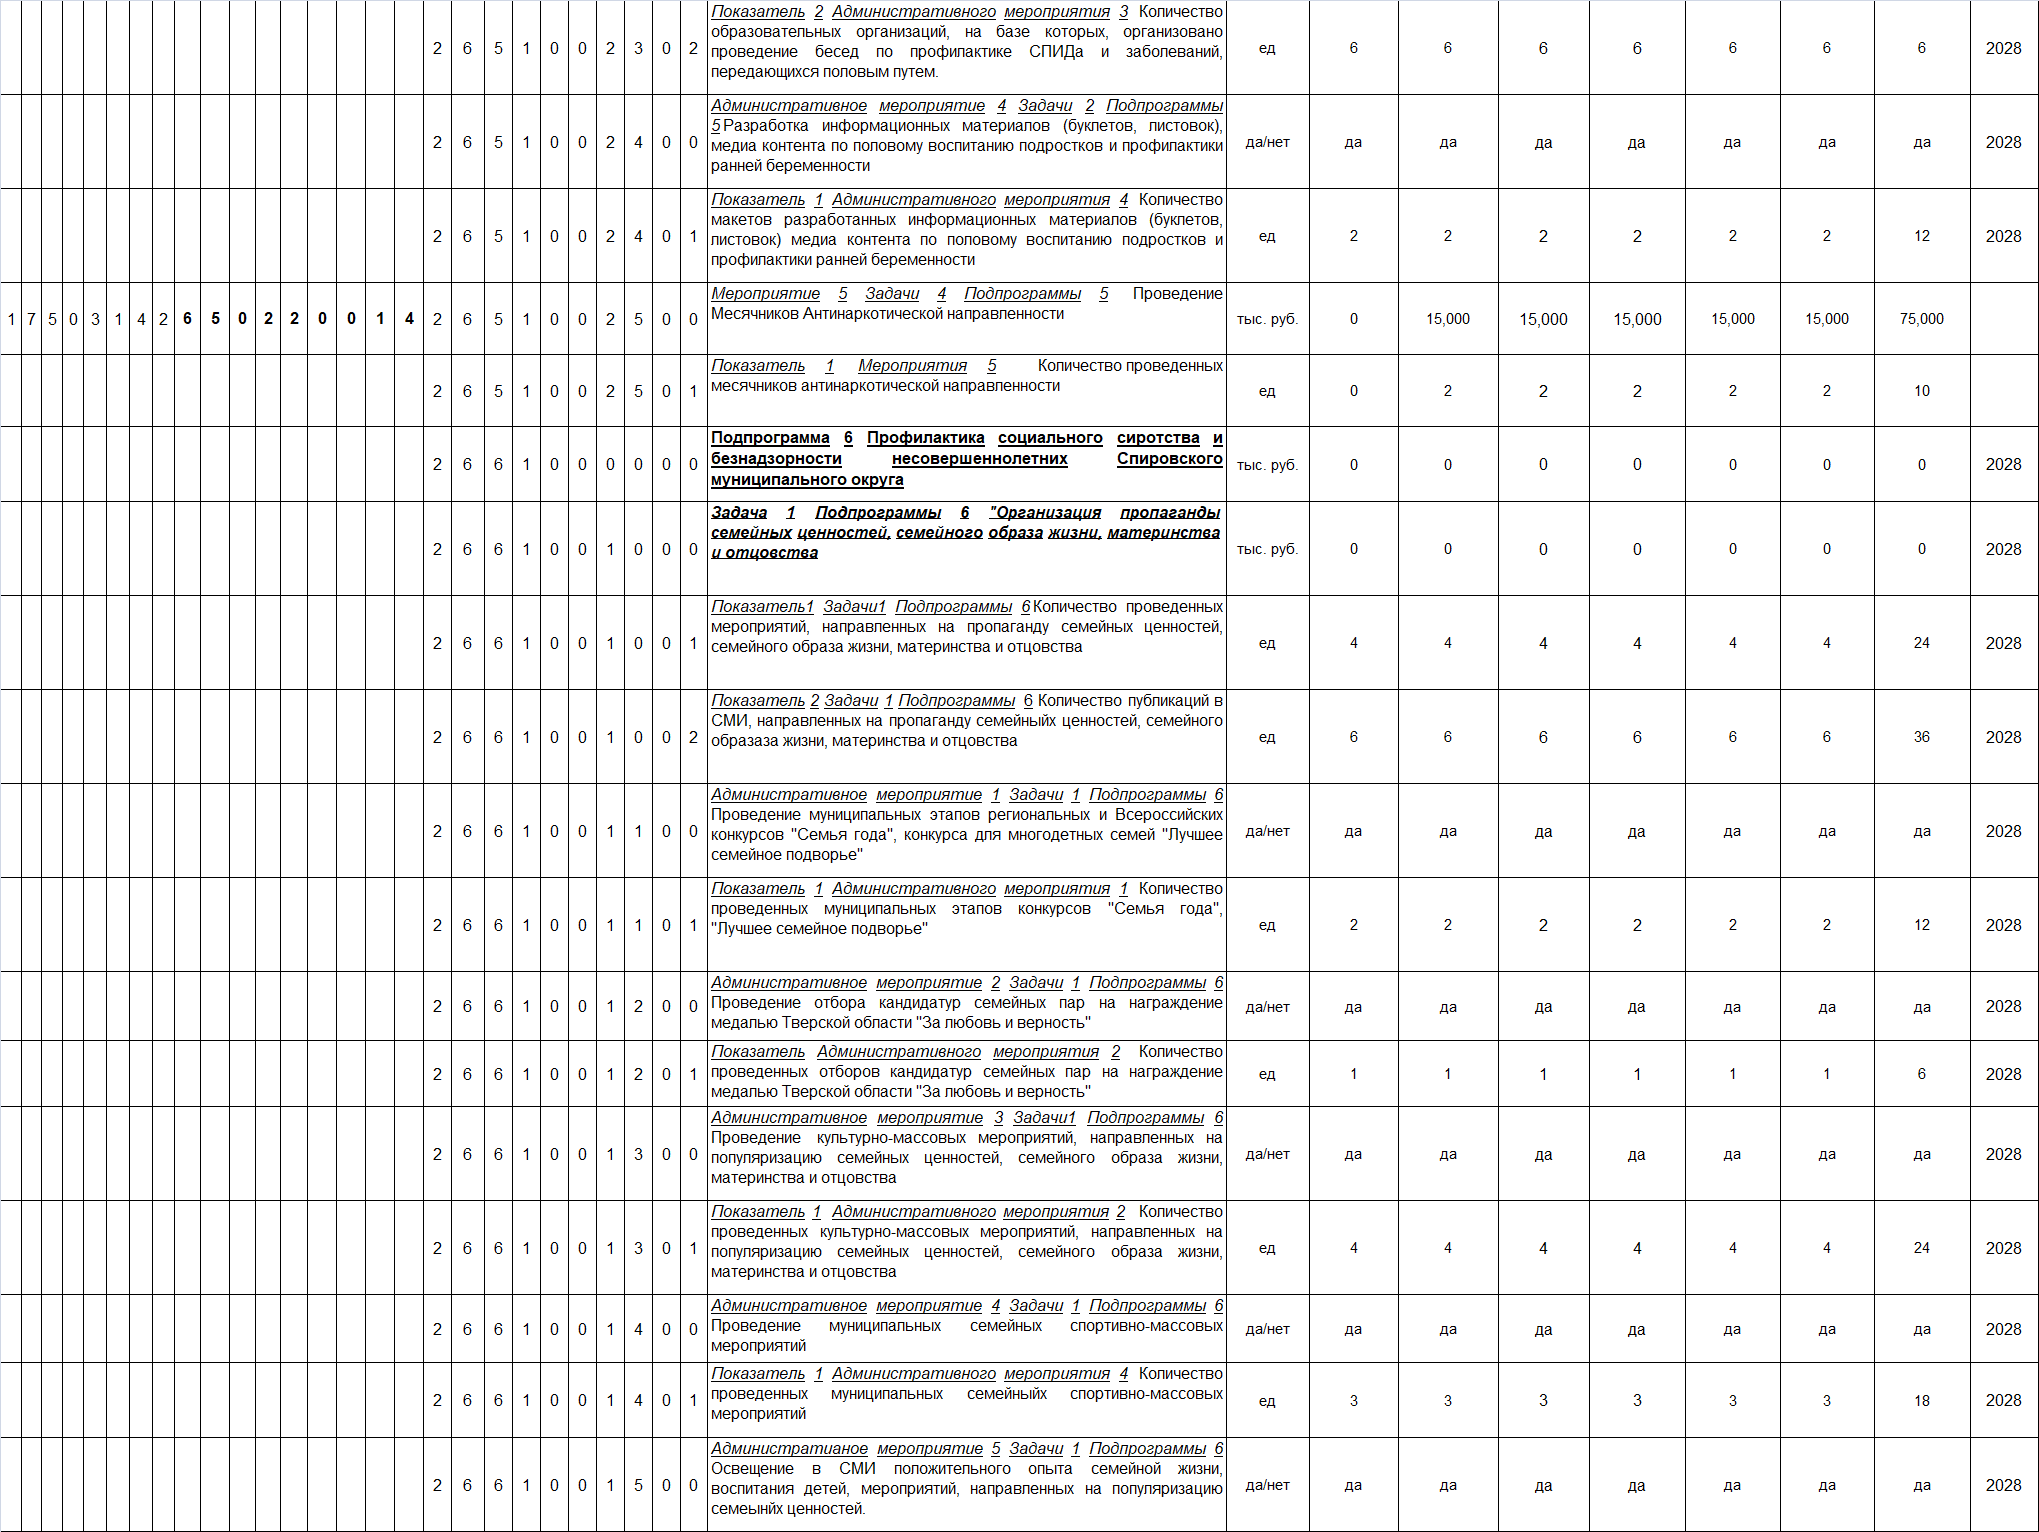 Показатель 2 Административного мероприятия 3 Количество
образовательных организаций, на базе которых, организовано
проведение бесед по профилактике СПИДа и заболеваний,
передающихся половым путем.
2 6 5 1 0 0 2 3 0 2 ед 6 6 6 6 6 6 6 2028
Административное мероприятие 4 Задачи 2 Подпрограммы
5 Разработка информационных материалов (буклетов, листовок),
медиа контента по половому воспитанию подростков и профилактики
ранней беременности
2 6 5 1 0 0 2 4 0 0 да/нет да да да да да да да 2028
Показатель 1 Административного мероприятия 4 Количество
макетов разработанных информационных материалов (буклетов,
листовок) медиа контента по половому воспитанию подростков и
профилактики ранней беременности
2 6 5 1 0 0 2 4 0 1 ед 2 2 2 2 2 2 12 2028
Мероприятие 5 Задачи 4 Подпрограммы 5 Проведение
Месячников Антинаркотической направленности
1 7 5 0 3 1 4 2 6 5 0 2 2 0 0 1 4 2 6 5 1 0 0 2 5 0 0 тыс. руб. 0 15,000 15,000 15,000 15,000 15,000 75,000
Показатель 1 Мероприятия 5 Количество проведенных
месячников антинаркотической направленности
2 6 5 1 0 0 2 5 0 1 ед 0 2 2 2 2 2 10
Подпрограмма 6 Профилактика социального сиротства и
безнадзорности несовершеннолетних Спировского
муниципального округа
2 6 6 1 0 0 0 0 0 0 тыс. руб. 0 0 0 0 0 0 0 2028
Задача 1 Подпрограммы 6 "Организация пропаганды
семейных ценностей, семейного образа жизни, материнства
и отцовства
2 6 6 1 0 0 1 0 0 0 тыс. руб. 0 0 0 0 0 0 0 2028
Показатель1 Задачи1 Подпрограммы 6 Количество проведенных
мероприятий, направленных на пропаганду семейных ценностей,
семейного образа жизни, материнства и отцовства
2 6 6 1 0 0 1 0 0 1 ед 4 4 4 4 4 4 24 2028
Показатель 2 Задачи 1 Подпрограммы 6 Количество публикаций в
СМИ, направленных на пропаганду семейныйх ценностей, семейного
образаза жизни, материнства и отцовства
2 6 6 1 0 0 1 0 0 2 ед 6 6 6 6 6 6 36 2028
Административное мероприятие 1 Задачи 1 Подпрограммы 6
Проведение муниципальных этапов региональных и Всероссийских
конкурсов "Семья года", конкурса для многодетных семей "Лучшее
семейное подворье"
2 6 6 1 0 0 1 1 0 0 да/нет да да да да да да да 2028
Показатель 1 Административного мероприятия 1 Количество
проведенных муниципальных этапов конкурсов "Семья года",
"Лучшее семейное подворье"
2 6 6 1 0 0 1 1 0 1 ед 2 2 2 2 2 2 12 2028
Административное мероприятие 2 Задачи 1 Подпрограммы 6
Проведение отбора кандидатур семейных пар на награждение
медалью Тверской области "За любовь и верность"
2 6 6 1 0 0 1 2 0 0 да/нет да да да да да да да 2028
Показатель Административного мероприятия 2 Количество
проведенных отборов кандидатур семейных пар на награждение
медалью Тверской области "За любовь и верность"
2 6 6 1 0 0 1 2 0 1 ед 1 1 1 1 1 1 6 2028
Административное мероприятие 3 Задачи1 Подпрограммы 6
Проведение культурно-массовых мероприятий, направленных на
популяризацию семейных ценностей, семейного образа жизни,
материнства и отцовства
2 6 6 1 0 0 1 3 0 0 да/нет да да да да да да да 2028
Показатель 1 Административного мероприятия 2 Количество
проведенных культурно-массовых мероприятий, направленных на
популяризацию семейных ценностей, семейного образа жизни,
материнства и отцовства
2 6 6 1 0 0 1 3 0 1 ед 4 4 4 4 4 4 24 2028
Административное мероприятие 4 Задачи 1 Подпрограммы 6
Проведение муниципальных семейных спортивно-массовых
мероприятий
2 6 6 1 0 0 1 4 0 0 да/нет да да да да да да да 2028
Показатель 1 Административного мероприятия 4 Количество
проведенных муниципальных семейныйх спортивно-массовых
мероприятий
2 6 6 1 0 0 1 4 0 1 ед 3 3 3 3 3 3 18 2028
Администратианое мероприятие 5 Задачи 1 Подпрограммы 6
Освещение в СМИ положительного опыта семейной жизни,
воспитания детей, мероприятий, направленных на популяризацию
семеынйх ценностей.
2 6 6 1 0 0 1 5 0 0 да/нет да да да да да да да 2028